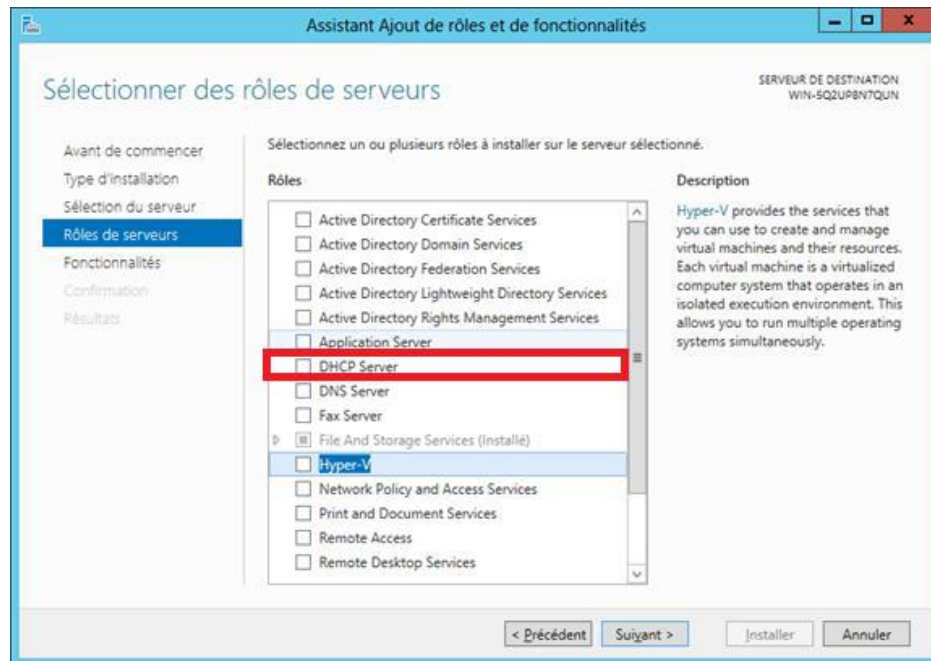 Assistant Ajout de rôles et de fonctionnalités
Sélectionner des rôles de serveurs
SERVEUR DE DESTINATION
WIN-5Q2UP8N7QUN
Avant de commencer
Type d'installation
Sélection du serveur
Rôles de serveurs
Fonctionnalités
Confirmation
Résultats
Sélectionnez un ou plusieurs rôles à installer sur le serveur sélectionné.
Rôles
Active Directory Certificate Services
Active Directory Domain Services
Active Directory Federation Services
Active Directory Lightweight Directory Services
Active Directory Rights Management Services
Application Server
DHCP Server
DNS Server
Fax Server
File And Storage Services (Installé)
Hyper-V
Network Policy and Access Services
Print and Document Services
Remote Access
Remote Desktop Services
Description
Hyper-V provides the services that
you can use to create and manage
virtual machines and their resources.
Each virtual machine is a virtualized
computer system that operates in an
isolated execution environment. This
allows you to run multiple operating
systems simultaneously.
< Précédent
Suivant >
Installer
Annuler